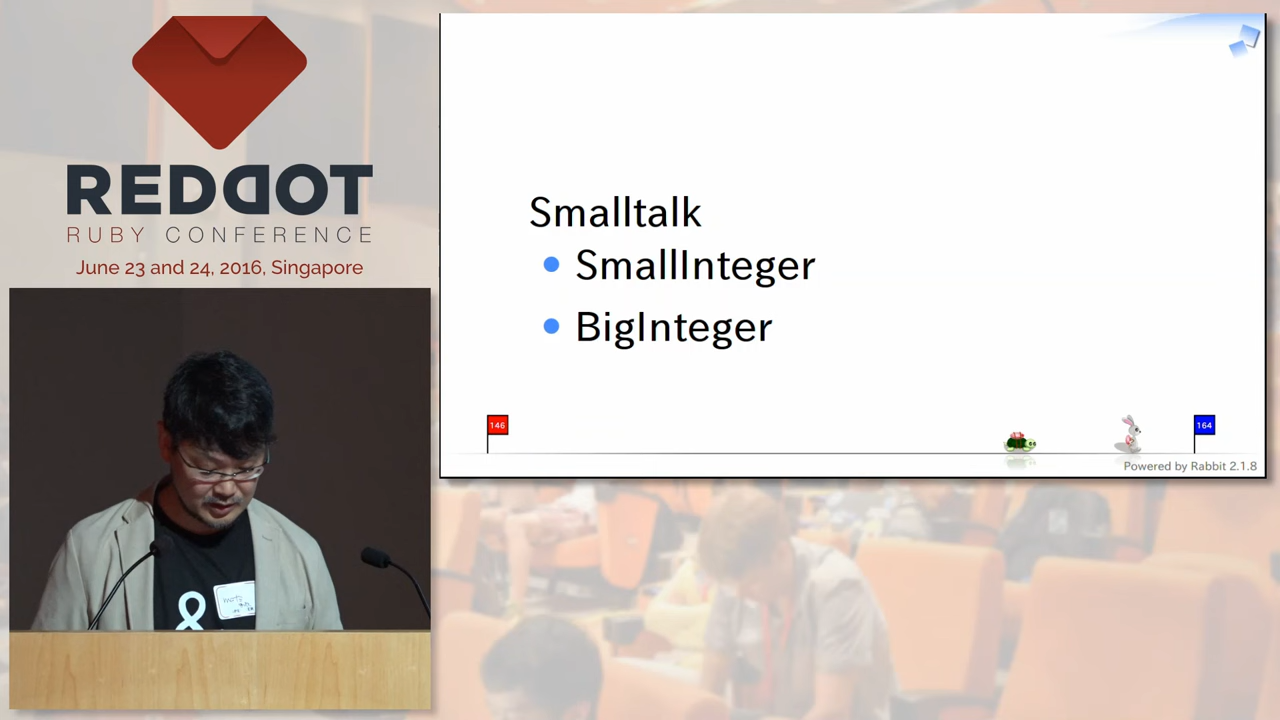 REDDOT
RUBY CONFERENCE
June 23 and 24, 2016, Singapore
Smalltalk
SmallInteger
BigInteger
146
164
Powered by Rabbit 2.1.8